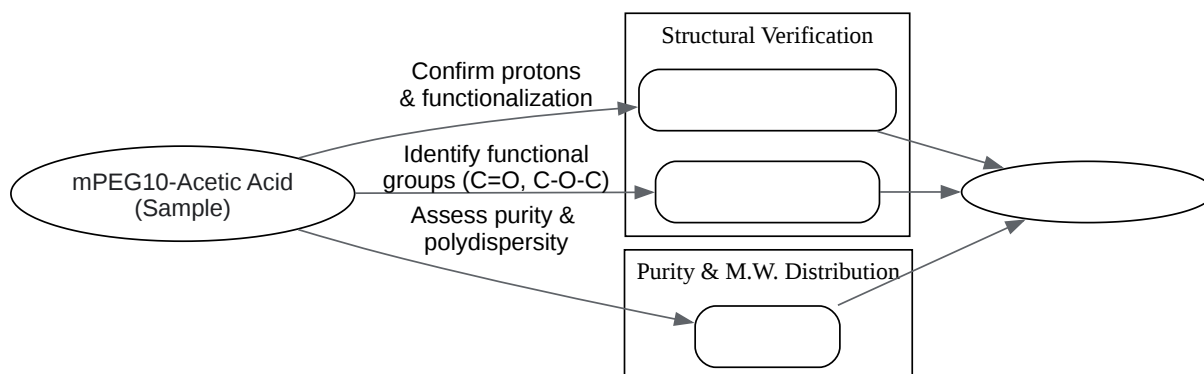 Structural Verification
Confirm protons
& functionalization
Identify functional
groups (C=O, C-O-C)
mPEG10-Acetic Acid
(Sample)
Assess purity &
polydispersity
Purity & M.W. Distribution